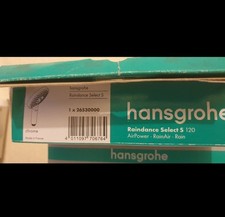 hansgrohe
Raindance Select S
1 x 26530000
hansgrohe
Raindance Select S 120
AirPower · RainAir · Rain
hansgrohe